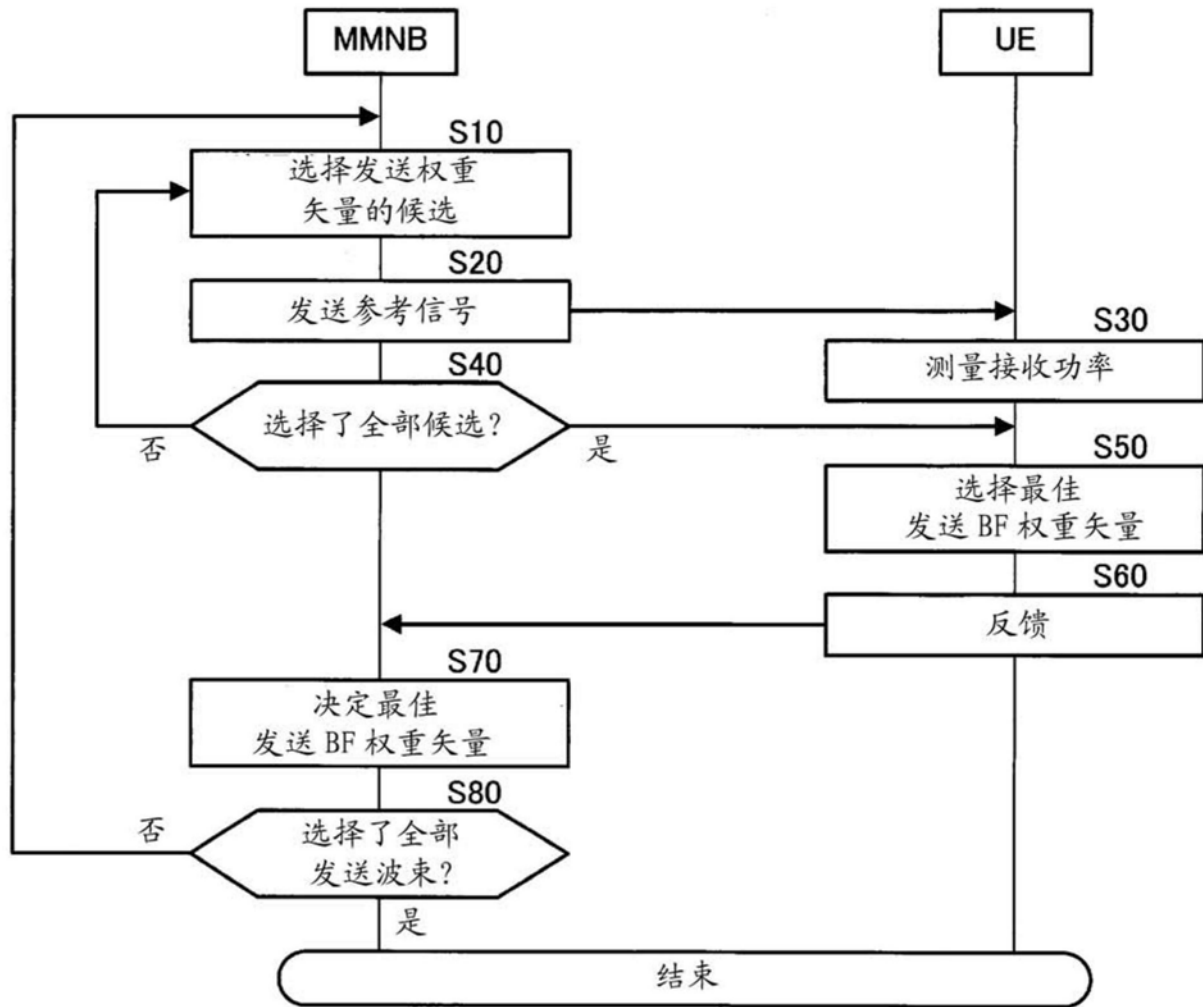 MMNB
UE
S10
选择发送权重
矢量的候选
S20
发送参考信号
S30
测量接收功率
S40
选择了全部候选?
否
是
S50
选择最佳
发送 BF 权重矢量
S60
反馈
S70
决定最佳
发送 BF 权重矢量
S80
选择了全部
发送波束?
否
是
结束